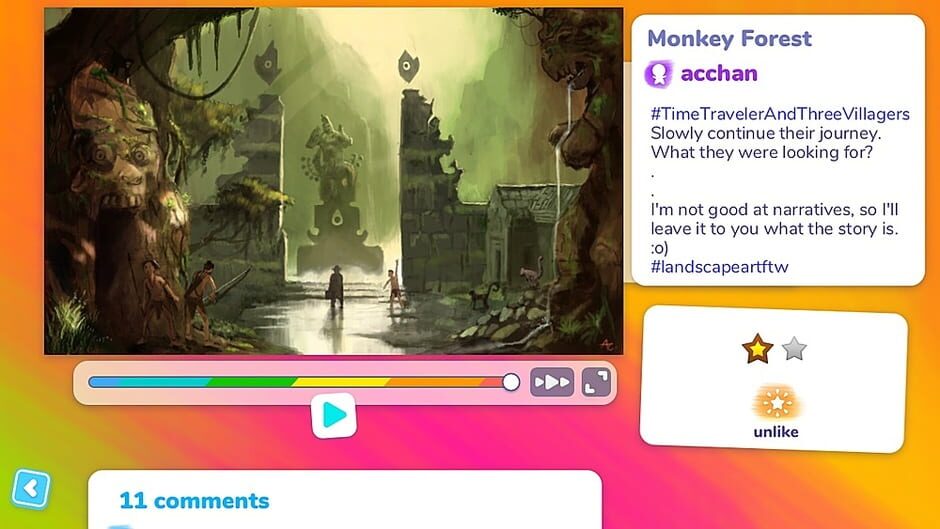 Monkey Forest
acchan
#TimeTravelerAndThreeVillagers
Slowly continue their journey.
What they were looking for?
.
.
I'm not good at narratives, so I'll
leave it to you what the story is.
:o)
#landscapeartftw
unlike
11 comments